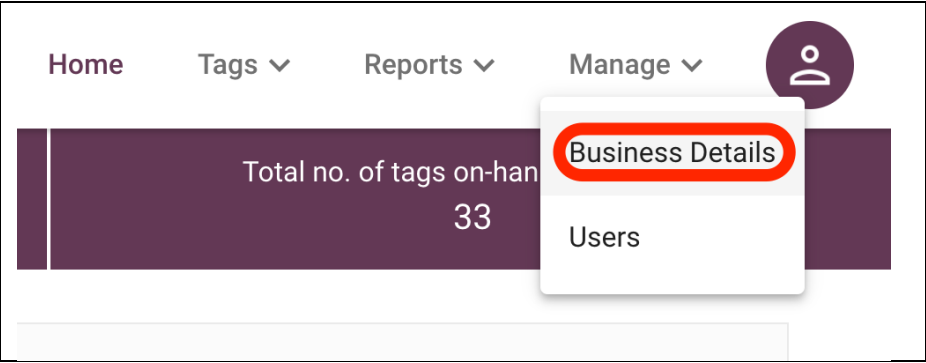 Home Tags Reports Manage
Business Details
Total no. of tags on-han
33
Users